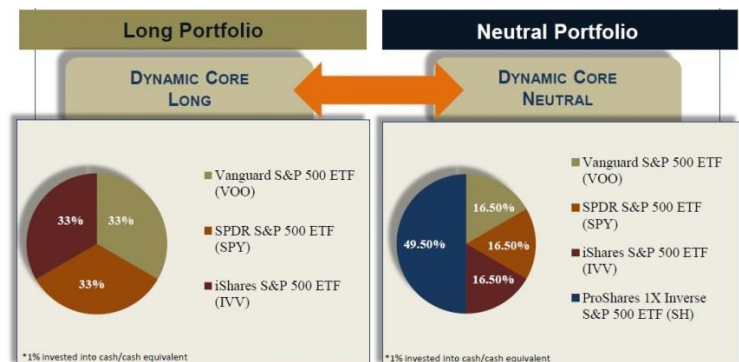 Long Portfolio
DYNAMIC CORE
LONG
33%
33%
33%
Vanguard S&P 500 ETF
(VOO)
SPDR S&P 500 ETF
(SPY)
iShares S&P 500 ETF
(IVV)
*1% invested into cash/cash equivalent
Neutral Portfolio
DYNAMIC CORE
NEUTRAL
16.50%
49.50%
16.50%
16.50%
Vanguard S&P 500 ETF
(VOO)
SPDR S&P 500 ETF
(SPY)
iShares S&P 500 ETF
(IVV)
ProShares 1X Inverse
S&P 500 ETF (SH)
*1% invested into cash/cash equivalent